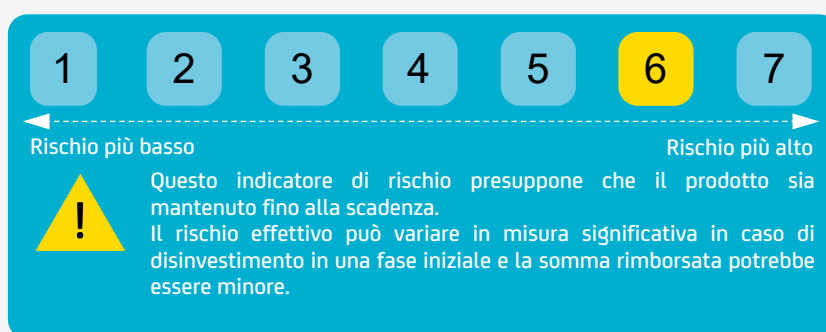 1 2 3 4 5 6 7
Rischio più basso Rischio più alto
! Questo indicatore di rischio presuppone che il prodotto sia
mantenuto fino alla scadenza.
Il rischio effettivo può variare in misura significativa in caso di
disinvestimento in una fase iniziale e la somma rimborsata potrebbe
essere minore.